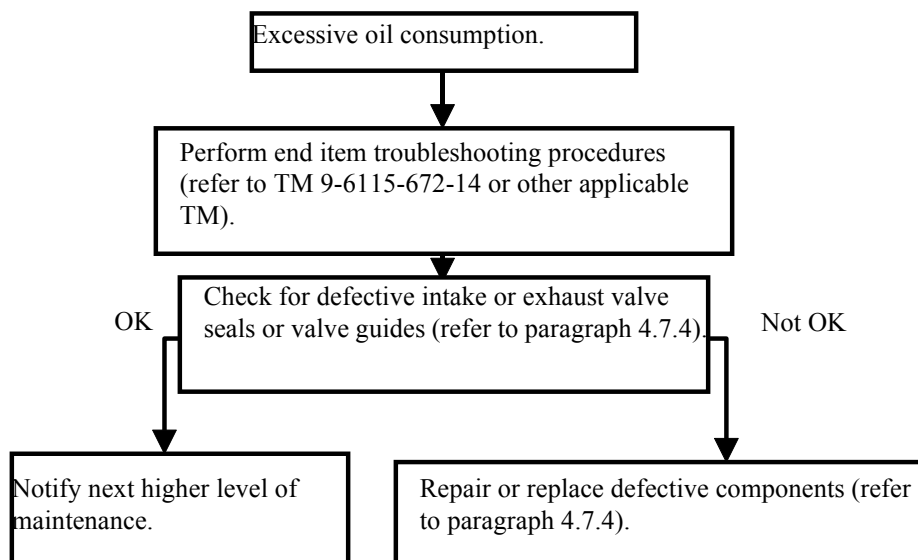 Excessive oil consumption.
Perform end item troubleshooting procedures
(refer to TM 9-6115-672-14 or other applicable
TM).
Check for defective intake or exhaust valve
seals or valve guides (refer to paragraph 4.7.4).
OK
Not OK
Notify next higher level of
maintenance.
Repair or replace defective components (refer
to paragraph 4.7.4).